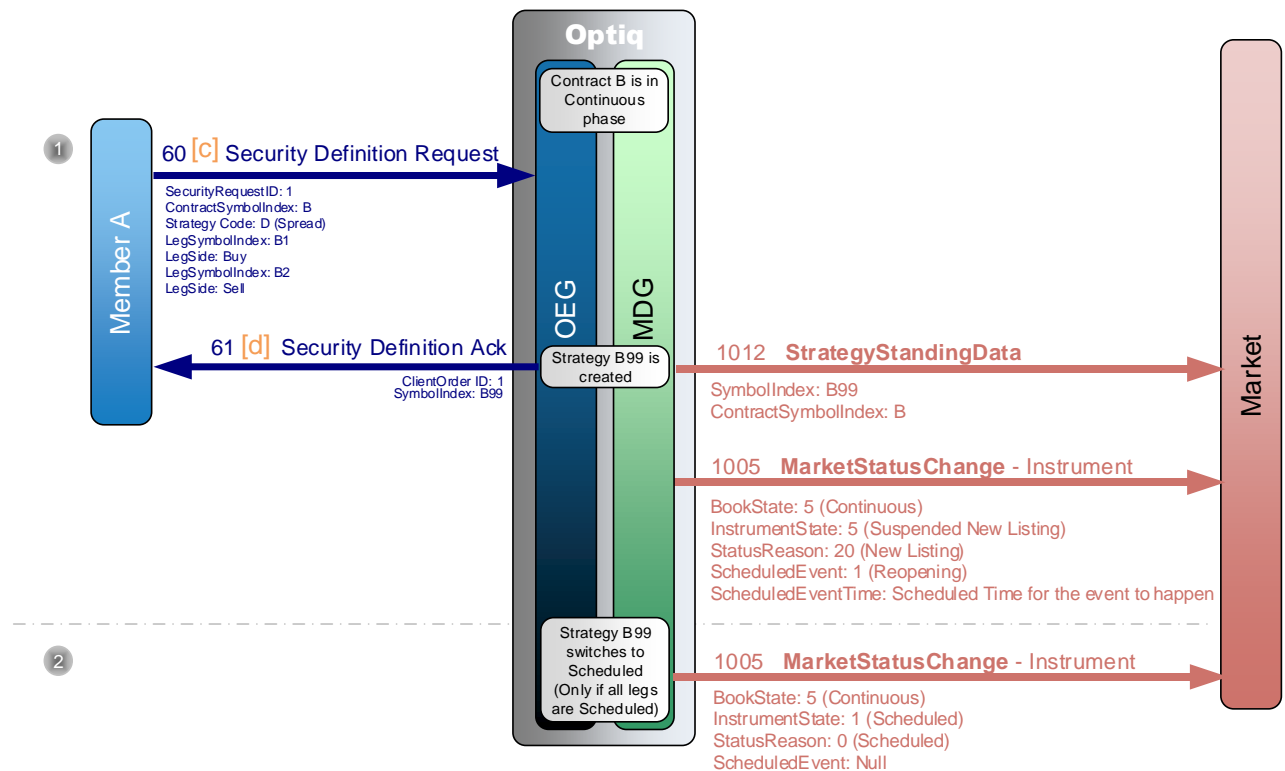 Optiq
Contract B is in
Continuous
phase
1
Member A
60 [c] Security Definition Request
SecurityRequestID: 1
ContractSymbolIndex: B
Strategy Code: D (Spread)
LegSymbolIndex: B1
LegSide: Buy
LegSymbolIndex: B2
LegSide: Sell
OEG
MDG
Market
61 [d] Security Definition Ack
ClientOrder ID: 1
SymbolIndex: B99
Strategy B99 is
created
1012 StrategyStandingData
SymbolIndex: B99
ContractSymbolIndex: B
1005 MarketStatusChange - Instrument
BookState: 5 (Continuous)
InstrumentState: 5 (Suspended New Listing)
StatusReason: 20 (New Listing)
ScheduledEvent: 1 (Reopening)
ScheduledEventTime: Scheduled Time for the event to happen
2
Strategy B99
switches to
Scheduled
(Only if all legs
are Scheduled)
1005 MarketStatusChange - Instrument
BookState: 5 (Continuous)
InstrumentState: 1 (Scheduled)
StatusReason: 0 (Scheduled)
ScheduledEvent: Null